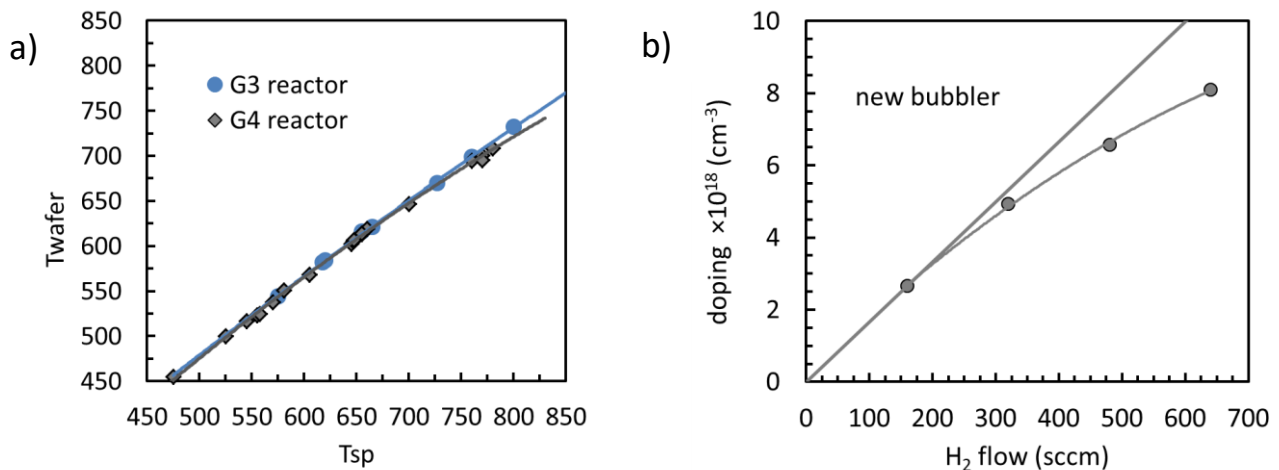 a)
850
800
750
700
650
600
550
500
450
Twafer
G3 reactor
G4 reactor
450 500 550 600 650 700 750 800 850
Tsp
b)
10
8
6
4
2
0
doping ×10¹⁸ (cm⁻³)
new bubbler
0 100 200 300 400 500 600 700
H₂ flow (sccm)